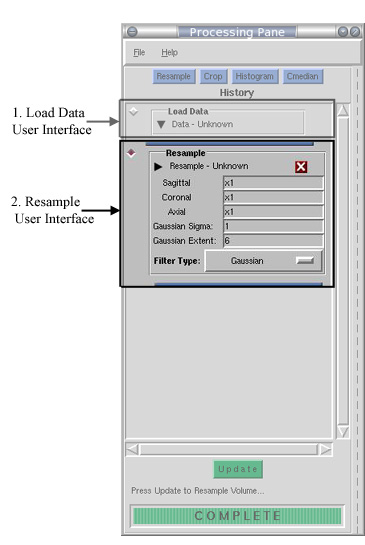 Processing Pane
File Help
Resample Crop Histogram Cmedian
History
1. Load Data
User Interface
Load Data
Data - Unknown
2. Resample
User Interface
Resample
Resample - Unknown
Sagittal x1
Coronal x1
Axial x1
Gaussian Sigma: 1
Gaussian Extent: 6
Filter Type: Gaussian
Update
Press Update to Resample Volume...
COMPLETE